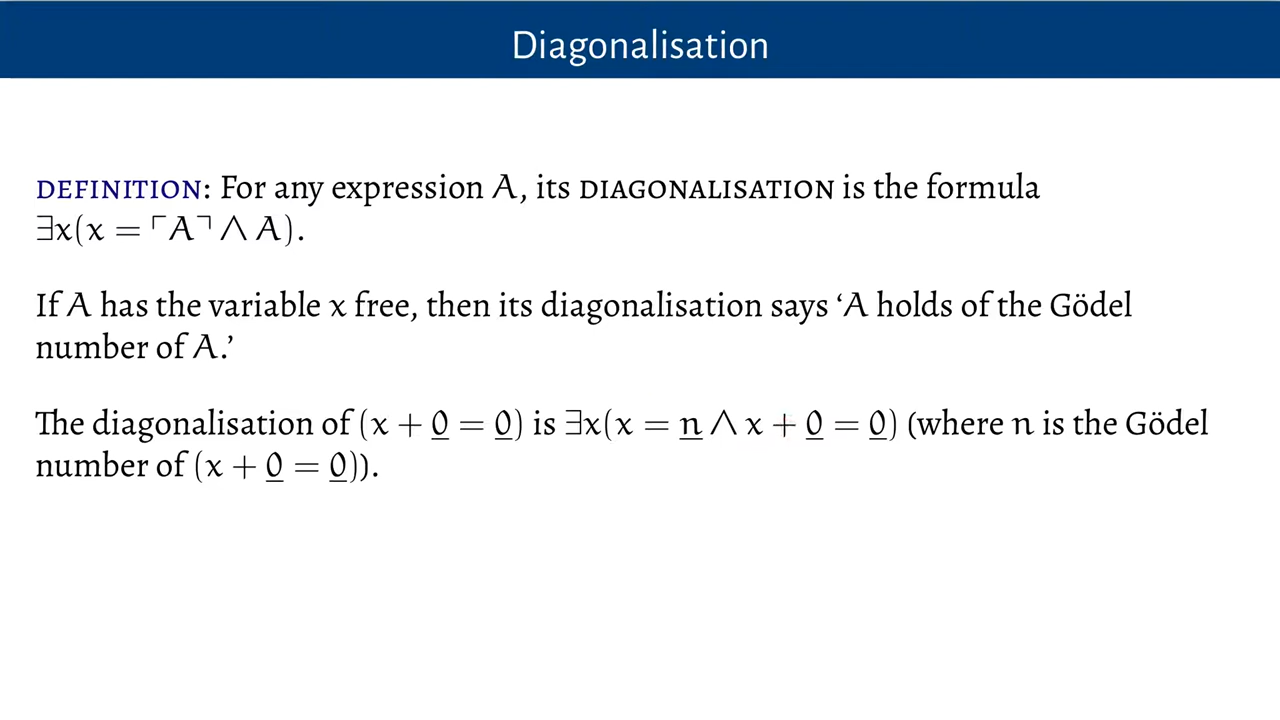 Diagonalisation
DEFINITION: For any expression A, its DIAGONALISATION is the formula
∃x(x = ⌜A⌝ ∧ A).
If A has the variable x free, then its diagonalisation says ‘A holds of the Gödel
number of A.’
The diagonalisation of (x + 0̲ = 0̲) is ∃x(x = n̲ ∧ x + 0̲ = 0̲) (where n is the Gödel
number of (x + 0̲ = 0̲)).